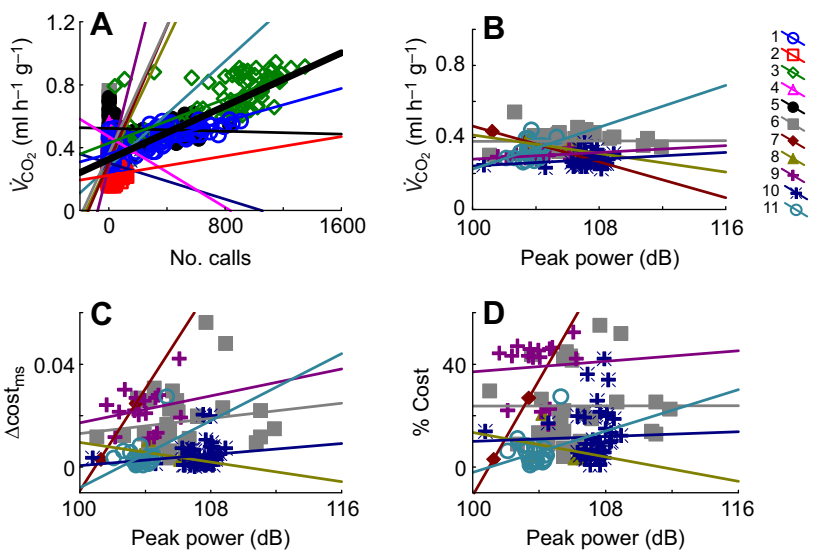 A
1.2
0.8
0.4
0
V̇CO₂ (ml h⁻¹ g⁻¹)
0 800 1600
No. calls
B
1
0.4
0
V̇CO₂ (ml h⁻¹ g⁻¹)
100 108 116
Peak power (dB)
1
2
3
4
5
6
7
8
9
10
11
C
0.04
0
Δcostms
100 108 116
Peak power (dB)
D
40
0
% Cost
100 108 116
Peak power (dB)